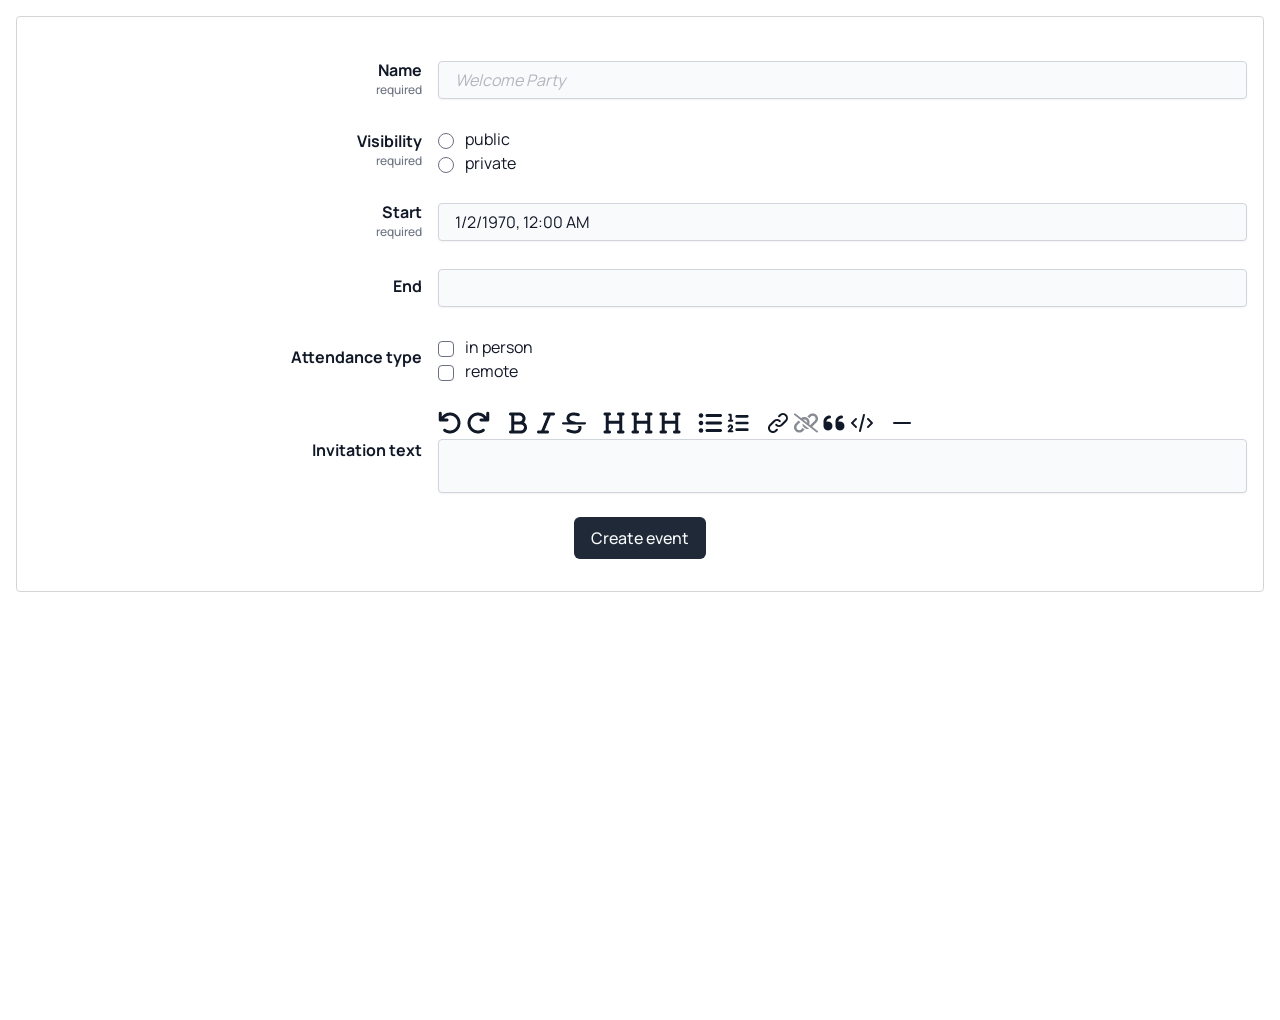 Name
required
Welcome Party
Visibility
required
public
private
Start
required
1/2/1970, 12:00 AM
End
Attendance type
in person
remote
Invitation text
Create event